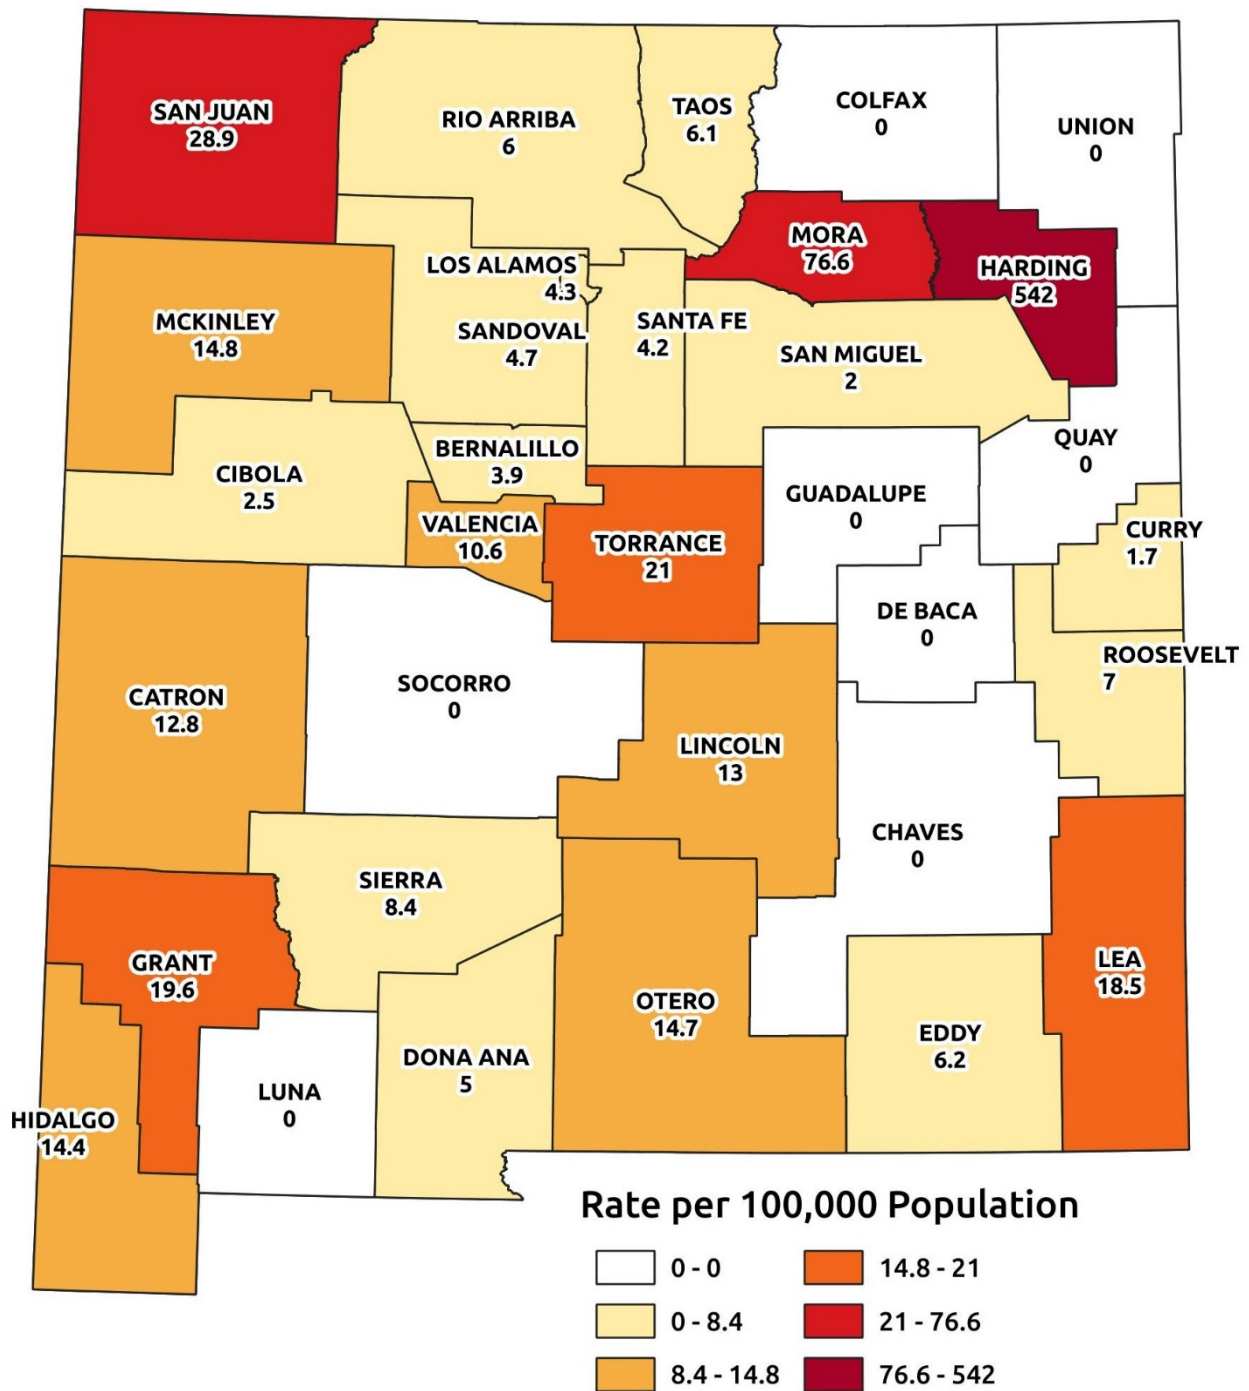 SAN JUAN
28.9
RIO ARRIBA
6
TAOS
6.1
COLFAX
0
UNION
0
MORA
76.6
HARDING
542
LOS ALAMOS
4.3
MCKINLEY
14.8
SANDOVAL
4.7
SANTA FE
4.2
SAN MIGUEL
2
QUAY
0
BERNALILLO
3.9
CIBOLA
2.5
GUADALUPE
0
VALENCIA
10.6
TORRANCE
21
CURRY
1.7
DE BACA
0
ROOSEVELT
7
CATRON
12.8
SOCORRO
0
LINCOLN
13
CHAVES
0
SIERRA
8.4
GRANT
19.6
LEA
18.5
OTERO
14.7
EDDY
6.2
DONA ANA
5
LUNA
0
HIDALGO
14.4
Rate per 100,000 Population
0 - 0
14.8 - 21
0 - 8.4
21 - 76.6
8.4 - 14.8
76.6 - 542